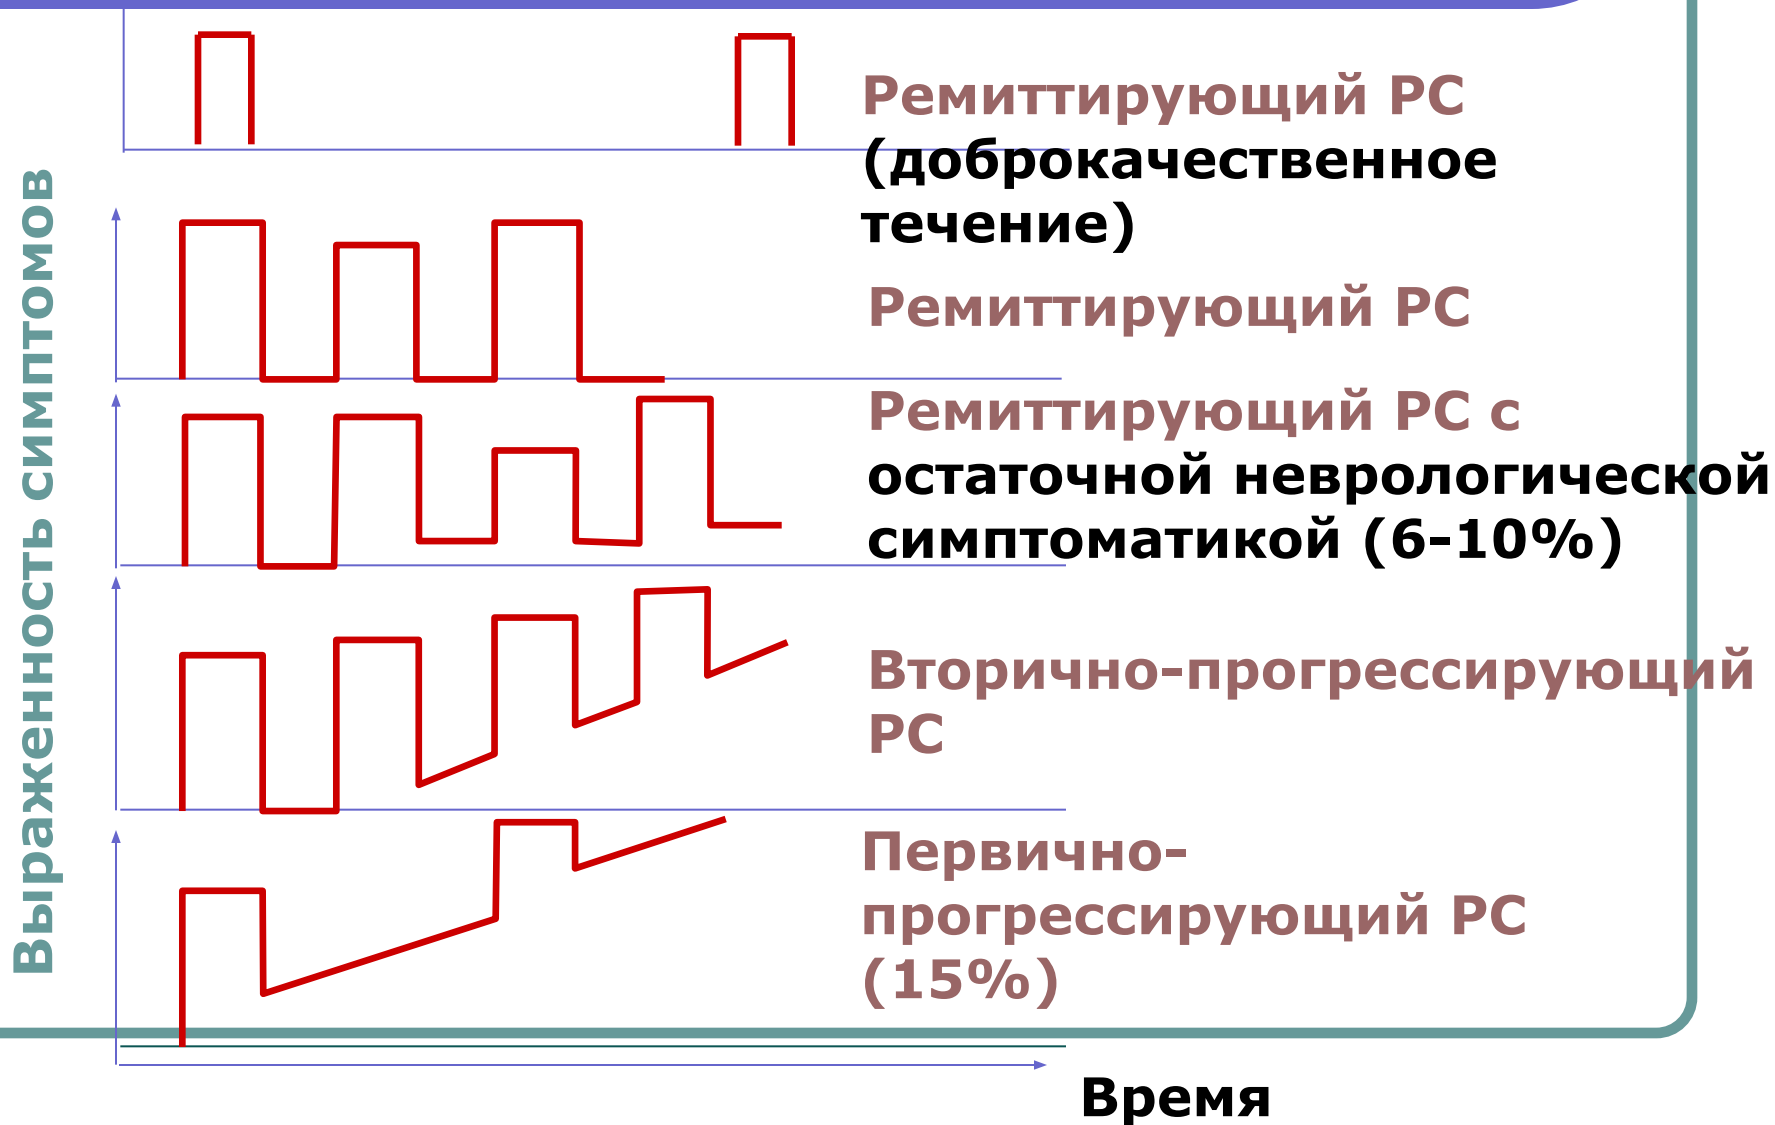 Выраженность симптомов
Ремиттирующий РС
(доброкачественное
течение)
Ремиттирующий РС
Ремиттирующий РС с
остаточной неврологической
симптоматикой (6-10%)
Вторично-прогрессирующий
РС
Первично-
прогрессирующий РС
(15%)
Время